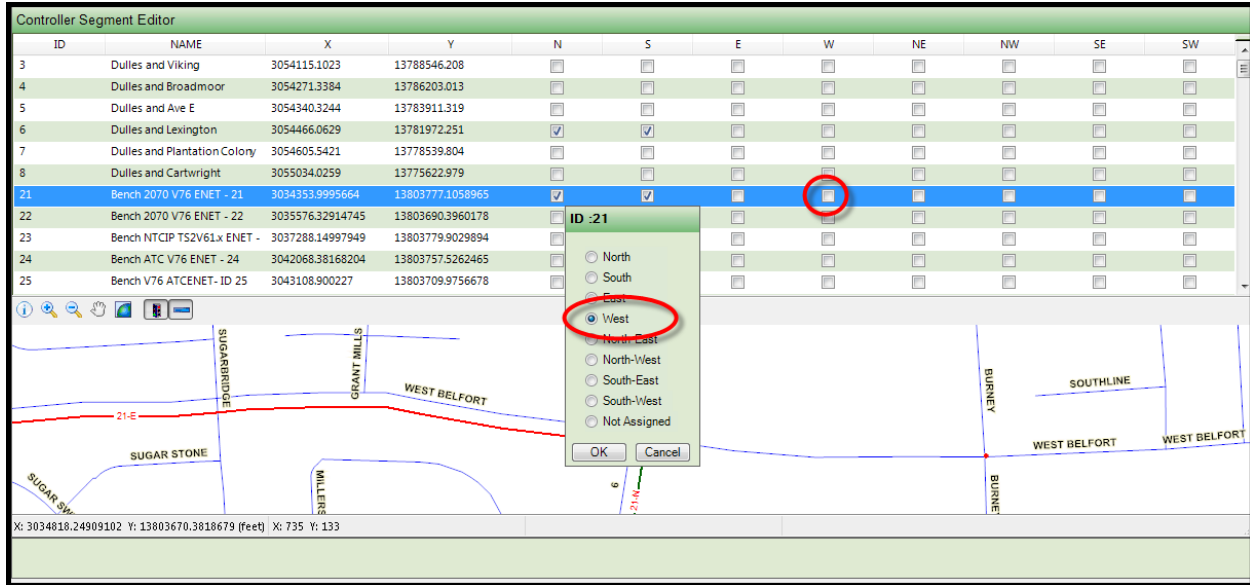 Controller Segment Editor
ID NAME X Y N S E W NE NW SE SW
3 Dulles and Viking 3054115.1023 13788546.208
4 Dulles and Broadmoor 3054271.3384 13786203.013
5 Dulles and Ave E 3054340.3244 13783911.319
6 Dulles and Lexington 3054466.0629 13781972.251
7 Dulles and Plantation Colony 3054605.5421 13778539.804
8 Dulles and Cartwright 3055034.0259 13775622.979
21 Bench 2070 V76 ENET - 21 3034353.9995664 13803777.1058965
22 Bench 2070 V76 ENET - 22 3035576.32914745 13803690.3960178
23 Bench NTCIP TS2V61.x ENET - 3037288.14997949 13803779.9029894
24 Bench ATC V76 ENET - 24 3042068.38168204 13803757.5262465
25 Bench V76 ATCENET- ID 25 3043108.900227 13803709.9756678
ID :21
North
South
East
West
North-East
North-West
South-East
South-West
Not Assigned
OK Cancel
SUGARBRIDGE
GRANT MILLS
WEST BELFORT
21-E
SUGAR STONE
SUGAR SW
MILLERS
9
21-N
BURNEY
SOUTHLINE
WEST BELFORT
WEST BELFORT
BURNE
X: 3034818.24909102 Y: 13803670.3818679 (feet) X: 735 Y: 133